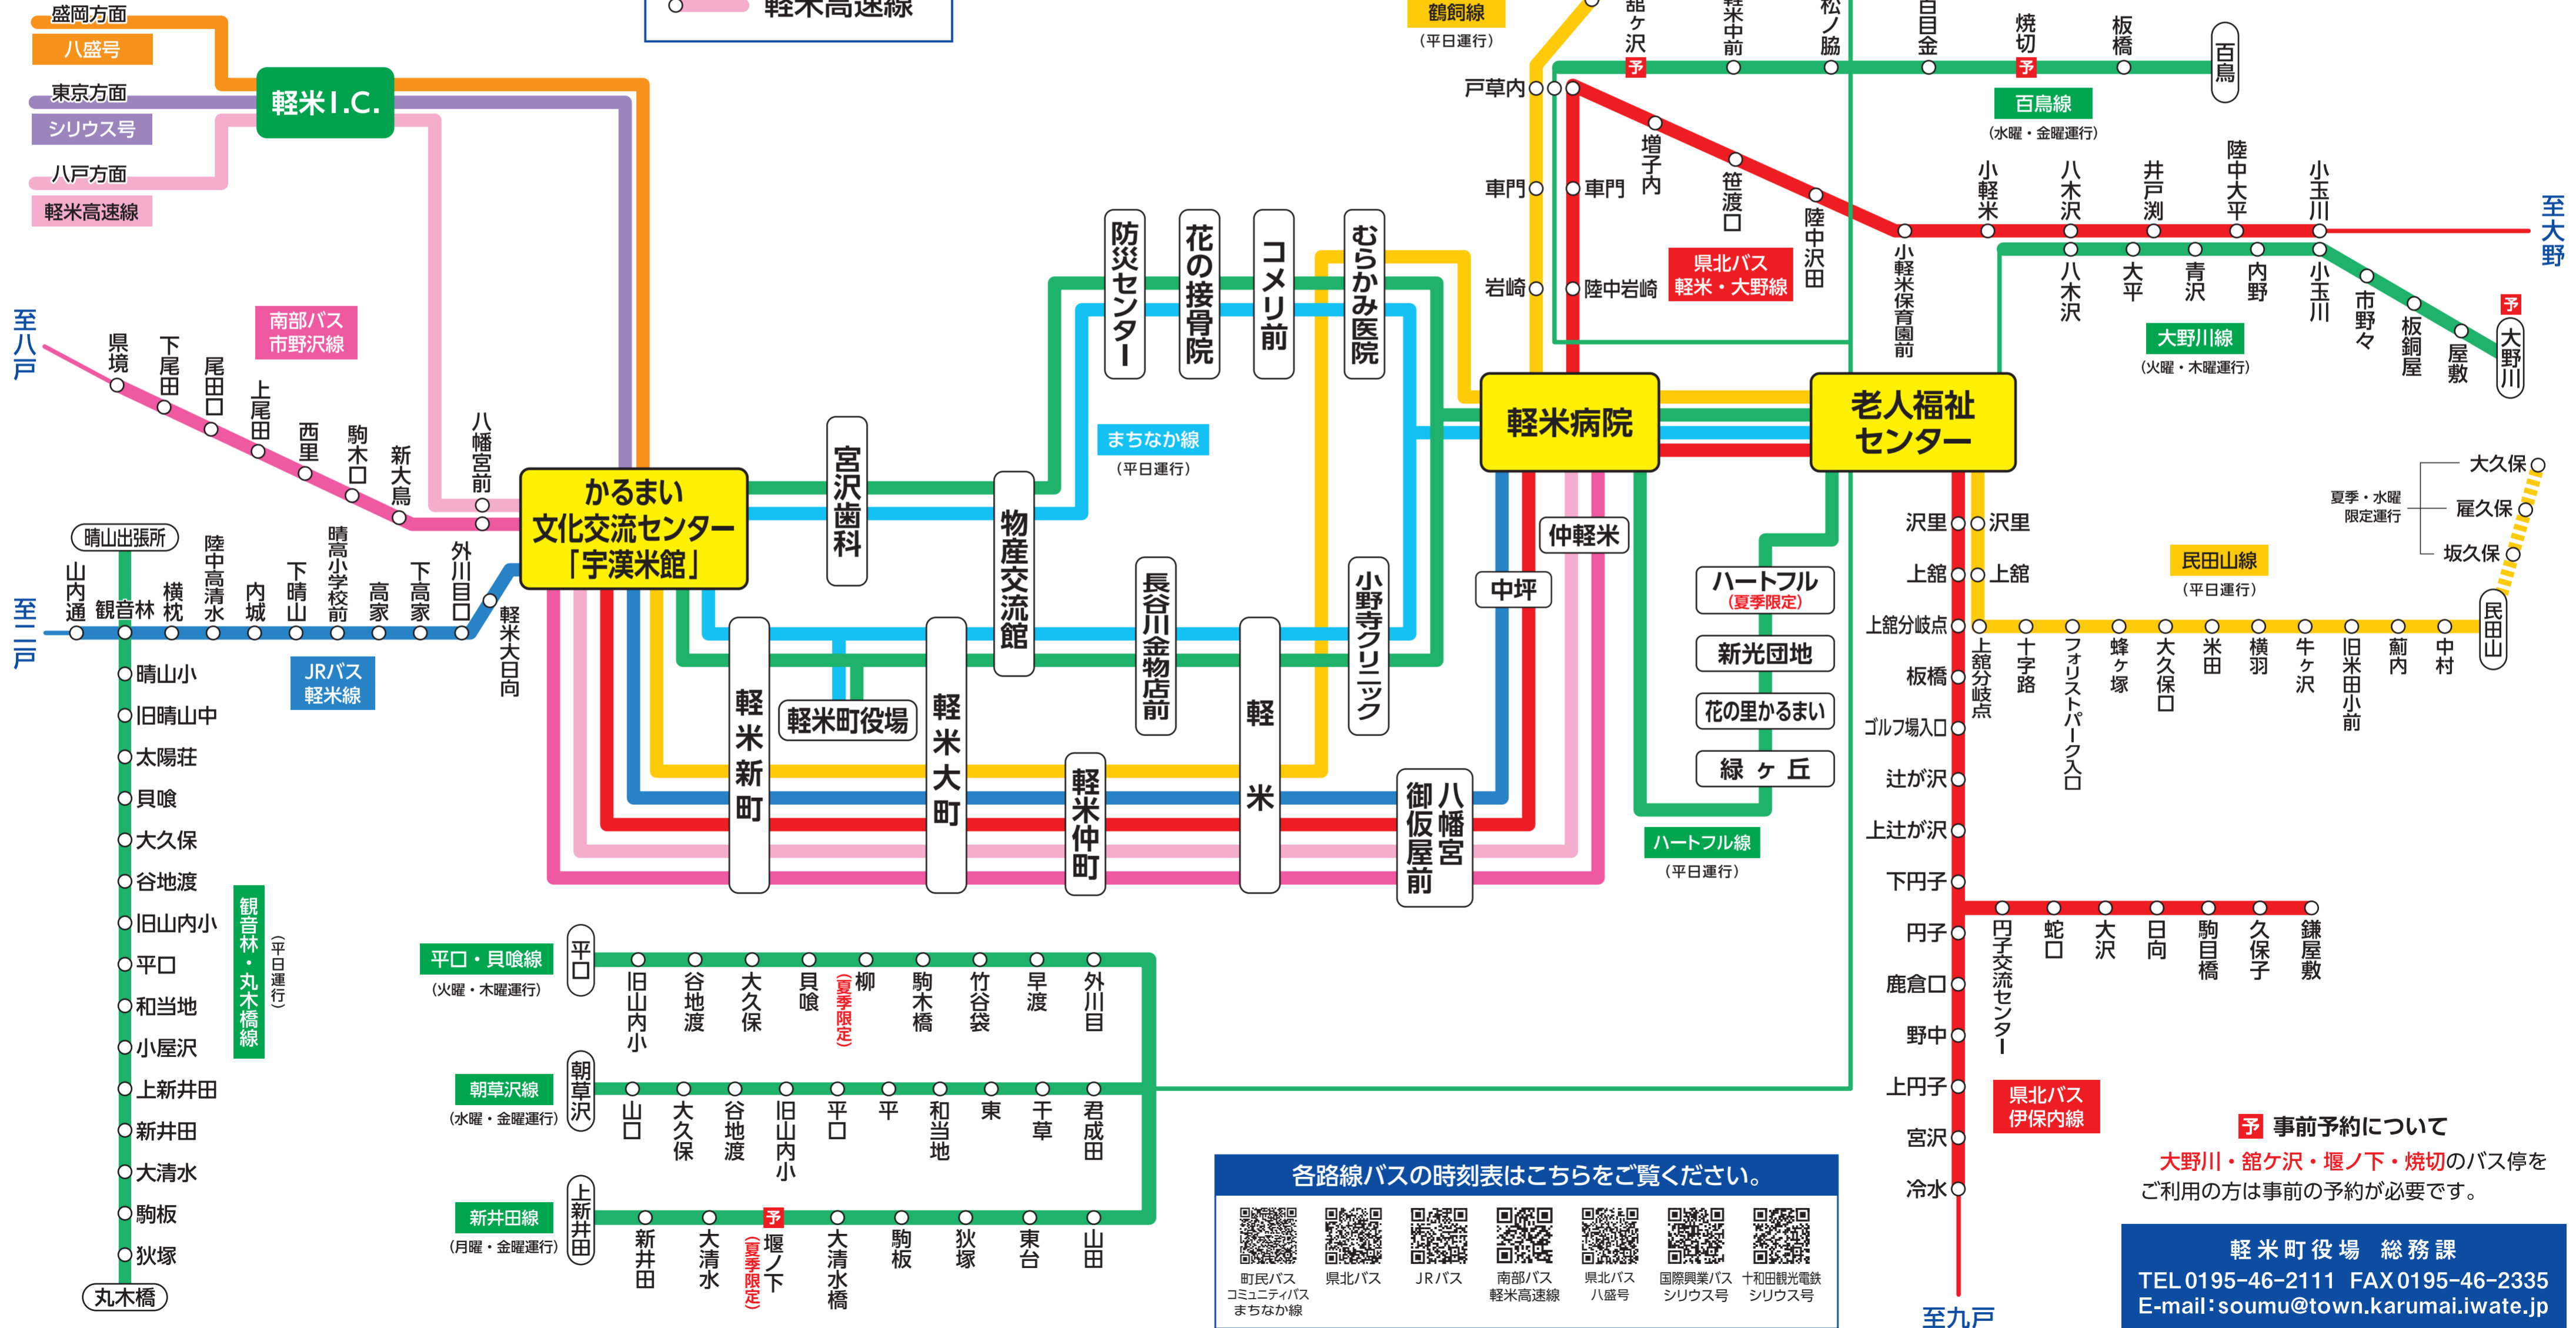 盛岡方面
八盛号
東京方面
シリウス号
八戸方面
軽米高速線
軽米I.C.
軽米高速線
鶴飼線
（平日運行）
舘ヶ沢
予
軽米中前
松ノ脇
百目金
焼切
予
板橋
百鳥
百鳥線
（水曜・金曜運行）
戸草内
車門
岩崎
増子内
笹渡口
陸中沢田
小軽米保育園前
車門
陸中岩崎
県北バス
軽米・大野線
小軽米
八木沢
井戸渕
陸中大平
小玉川
至大野
八木沢
大平
青沢
内野
小玉川
市野々
板銅屋
屋敷
予
大野川
大野川線
（火曜・木曜運行）
至八戸
南部バス
市野沢線
県境
下尾田
尾田口
上尾田
西里
駒木口
新大鳥
八幡宮前
かるまい
文化交流センター
「宇漢米館」
宮沢歯科
物産交流館
防災センター
花の接骨院
コメリ前
むらかみ医院
まちなか線
（平日運行）
軽米病院
老人福祉
センター
至二戸
晴山出張所
山内通
観音林
横枕
陸中高清水
内城
下晴山
晴高小学校前
高家
下高家
外川目口
軽米大日向
JRバス
軽米線
晴山小
旧晴山中
太陽荘
貝喰
大久保
谷地渡
旧山内小
平口
和当地
小屋沢
上新井田
新井田
大清水
駒板
狄塚
丸木橋
観音林・丸木橋線
（平日運行）
軽米新町
軽米町役場
軽米大町
軽米仲町
長谷川金物店前
軽米
小野寺クリニック
八幡宮
御仮屋前
中坪
仲軽米
ハートフル
（夏季限定）
新光団地
花の里かるまい
緑ヶ丘
ハートフル線
（平日運行）
沢里
上舘
上舘分岐点
板橋
ゴルフ場入口
辻が沢
上辻が沢
下円子
円子
鹿倉口
野中
上円子
宮沢
冷水
至九戸
沢里
上舘
上舘分岐点
十字路
フォリストパーク入口
蜂ヶ塚
大久保口
米田
横羽
牛ヶ沢
旧米田小前
薊内
中村
民田山
民田山線
（平日運行）
夏季・水曜
限定運行
大久保
雇久保
坂久保
円子交流センター
蛇口
大沢
日向
駒目橋
久保子
鎌屋敷
県北バス
伊保内線
平口・貝喰線
（火曜・木曜運行）
平口
旧山内小
谷地渡
大久保
貝喰
柳
（夏季限定）
駒木橋
竹谷袋
早渡
外川目
朝草沢線
（水曜・金曜運行）
朝草沢
山口
大久保
谷地渡
旧山内小
平口
平
和当地
東
干草
君成田
新井田線
（月曜・金曜運行）
上新井田
新井田
大清水
予
堰ノ下
（夏季限定）
大清水橋
駒板
狄塚
東台
山田
各路線バスの時刻表はこちらをご覧ください。
町民バス
コミュニティバス
まちなか線
県北バス
JRバス
南部バス
軽米高速線
県北バス
八盛号
国際興業バス
シリウス号
十和田観光電鉄
シリウス号
予 事前予約について
大野川・舘ケ沢・堰ノ下・焼切のバス停を
ご利用の方は事前の予約が必要です。
軽米町役場 総務課
TEL0195-46-2111 FAX0195-46-2335
E-mail：soumu@town.karumai.iwate.jp